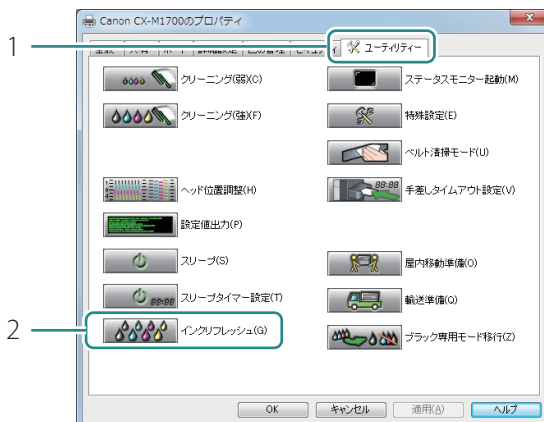 Canon CX-M1700のプロパティ
1
ユーティリティー
クリーニング(弱)(C)
ステータスモニター起動(M)
クリーニング(強)(F)
特殊設定(E)
ベルト清掃モード(U)
ヘッド位置調整(H)
88:88
手差しタイムアウト設定(V)
設定値出力(P)
スリープ(S)
屋内移動準備(O)
88:88
スリープタイマー設定(T)
輸送準備(Q)
2
インクリフレッシュ(G)
ブラック専用モード移行(Z)
OK
キャンセル
適用(A)
ヘルプ